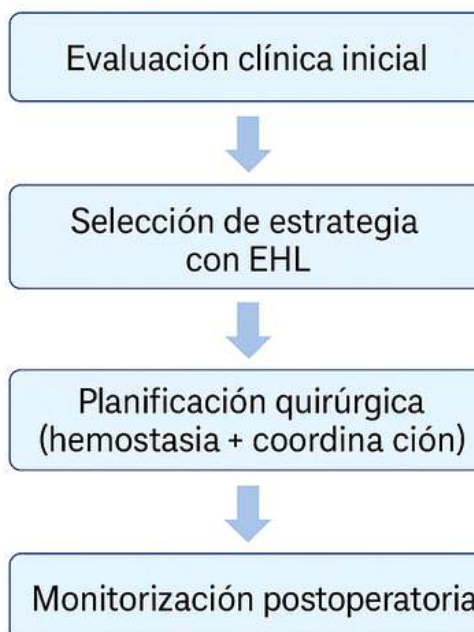 Evaluación clínica inicial
Selección de estrategia
con EHL
Planificación quirúrgica
(hemostasia + coordina ción)
Monitorización postoperatoria